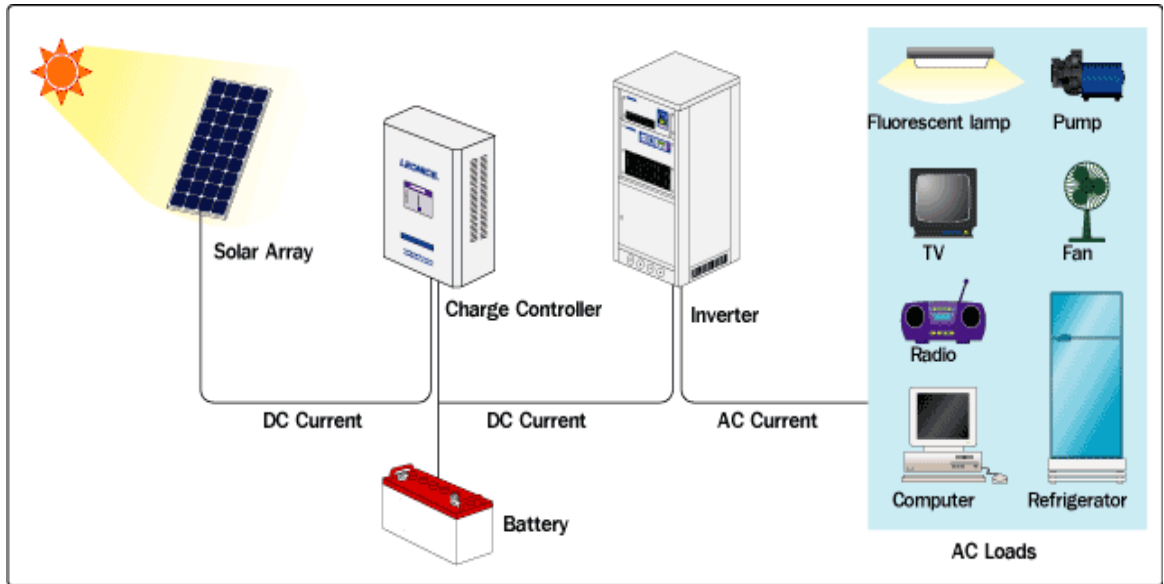 Fluorescent lamp
Pump
LEONICS
Solar Array
TV
Fan
Charge Controller
Inverter
Radio
DC Current
DC Current
AC Current
Computer
Refrigerator
Battery
AC Loads